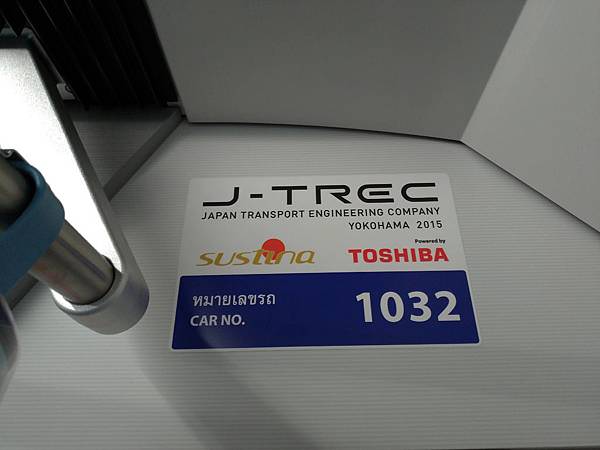 J-TREC
JAPAN TRANSPORT ENGINEERING COMPANY
YOKOHAMA 2015
sustina
Powered by
TOSHIBA
หมายเลขรถ
CAR NO.
1032